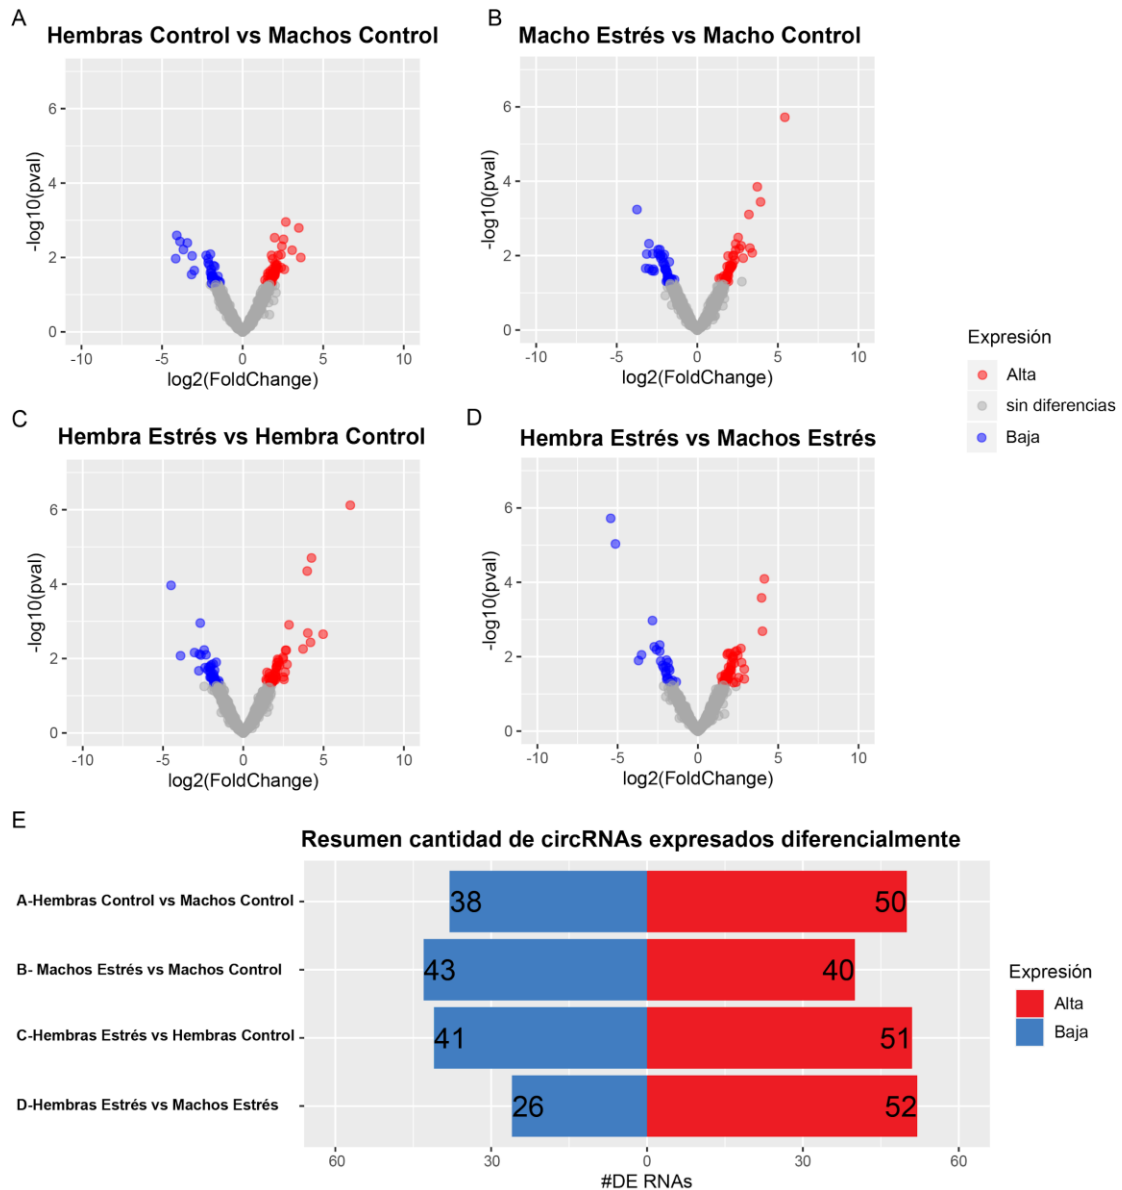 A
Hembras Control vs Machos Control
6
4
2
0
-log10(pval)
-10
-5
0
5
10
log2(FoldChange)
B
Macho Estrés vs Macho Control
6
4
2
0
-log10(pval)
-10
-5
0
5
10
log2(FoldChange)
Expresión
Alta
sin diferencias
Baja
C
Hembra Estrés vs Hembra Control
6
4
2
0
-log10(pval)
-10
-5
0
5
10
log2(FoldChange)
D
Hembra Estrés vs Machos Estrés
6
4
2
0
-log10(pval)
-10
-5
0
5
10
log2(FoldChange)
E
Resumen cantidad de circRNAs expresados diferencialmente
A-Hembras Control vs Machos Control
38
50
B- Machos Estrés vs Machos Control
43
40
C-Hembras Estrés vs Hembras Control
41
51
D-Hembras Estrés vs Machos Estrés
26
52
60
30
0
30
60
#DE RNAs
Expresión
Alta
Baja